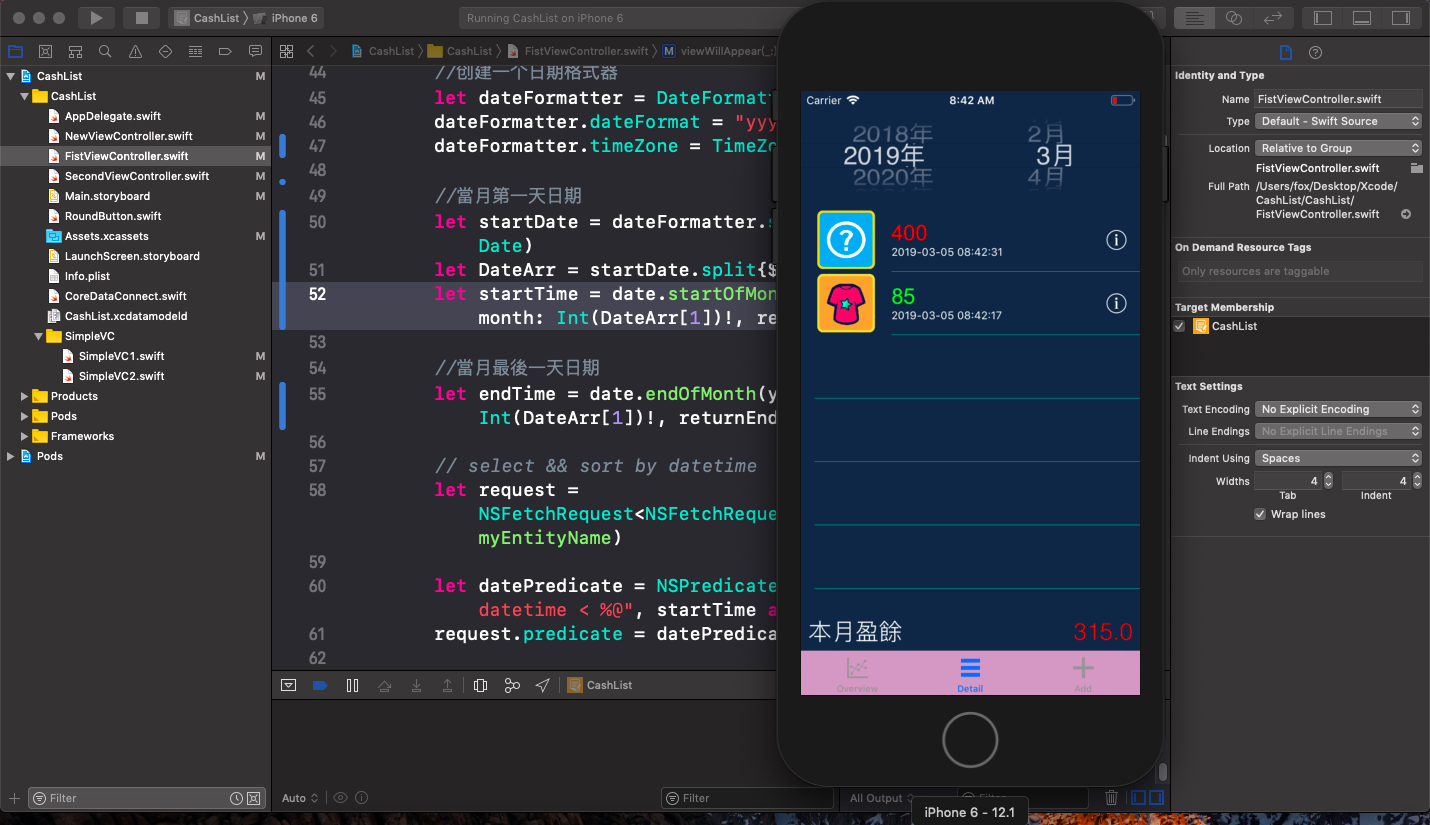 CashList
iPhone 6
Running CashList on iPhone 6
CashList
CashList
FistViewController.swift
M
viewWillAppear(_:)
CashList
M
CashList
AppDelegate.swift
M
NewViewController.swift
M
FistViewController.swift
M
SecondViewController.swift
M
Main.storyboard
M
RoundButton.swift
Assets.xcassets
M
LaunchScreen.storyboard
Info.plist
CoreDataConnect.swift
CashList.xcdatamodeld
SimpleVC
SimpleVC1.swift
M
SimpleVC2.swift
M
Products
Pods
Frameworks
Pods
M
Filter
44 //创建一个日期格式器
45 let dateFormatter = DateFormatt
46 dateFormatter.dateFormat = "yyy
47 dateFormatter.timeZone = TimeZo
48
49 //當月第一天日期
50 let startDate = dateFormatter.s
Date)
51 let DateArr = startDate.split{$
52 let startTime = date.startOfMon
month: Int(DateArr[1])!, re
53
54 //當月最後一天日期
55 let endTime = date.endOfMonth(y
Int(DateArr[1])!, returnEnd
56
57 // select && sort by datetime
58 let request =
NSFetchRequest<NSFetchReque
myEntityName)
59
60 let datePredicate = NSPredicate
datetime < %@", startTime a
61 request.predicate = datePredica
62
CashList
Auto
Filter
All Output
Filter
Carrier
8:42 AM
2018年
2月
2019年
3月
2020年
4月
400
2019-03-05 08:42:31
85
2019-03-05 08:42:17
本月盈餘
315.0
Overview
Detail
Add
iPhone 6 - 12.1
Identity and Type
Name
FistViewController.swift
Type
Default - Swift Source
Location
Relative to Group
FistViewController.swift
Full Path
/Users/fox/Desktop/Xcode/
CashList/CashList/
FistViewController.swift
On Demand Resource Tags
Only resources are taggable
Target Membership
CashList
Text Settings
Text Encoding
No Explicit Encoding
Line Endings
No Explicit Line Endings
Indent Using
Spaces
Widths
4
4
Tab
Indent
Wrap lines